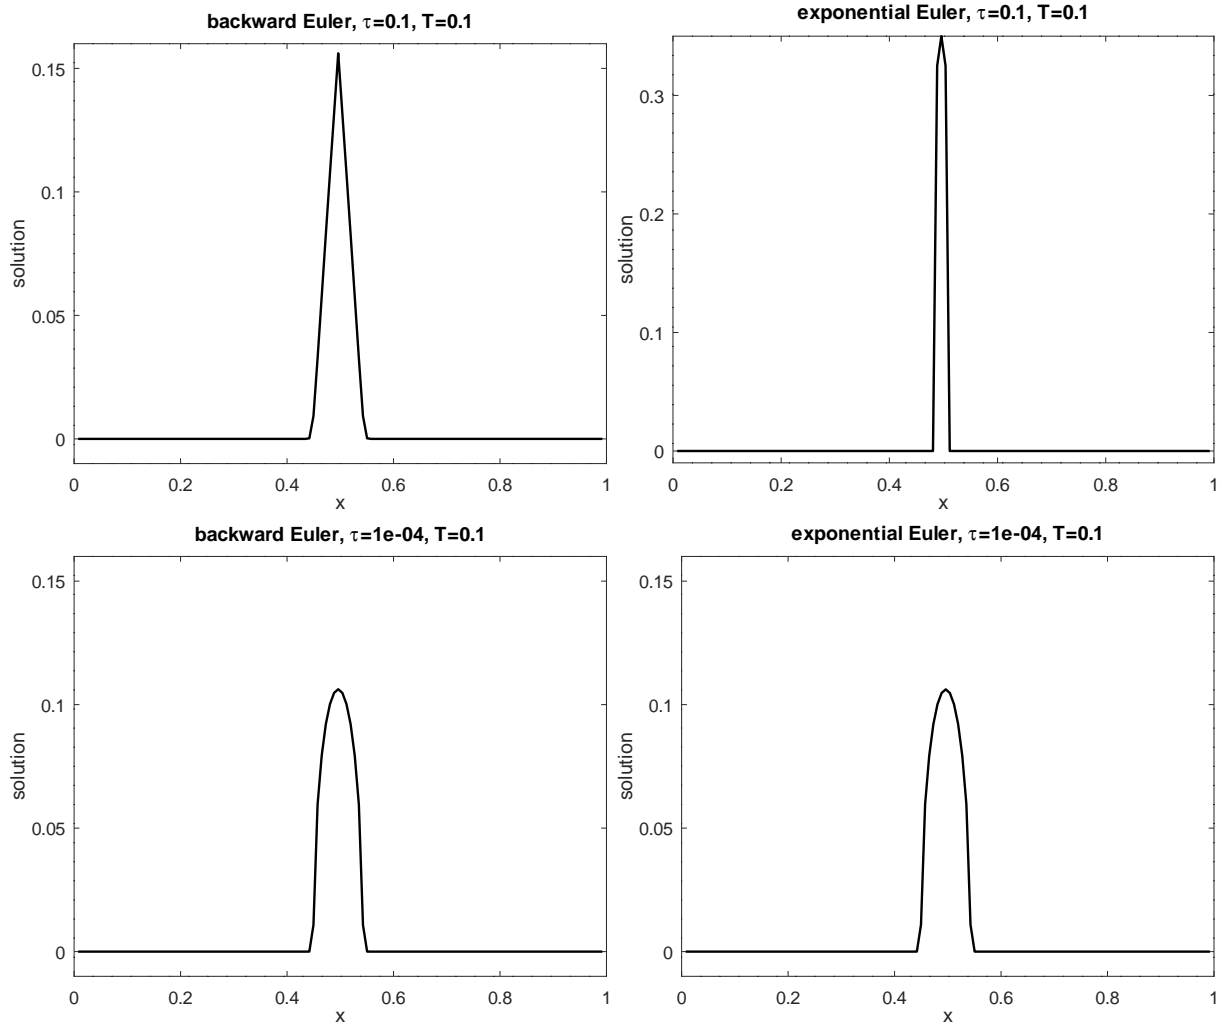 backward Euler, τ=0.1, T=0.1
0.15
0.1
0.05
0
solution
0 0.2 0.4 0.6 0.8 1
x
exponential Euler, τ=0.1, T=0.1
0.3
0.2
0.1
0
solution
0 0.2 0.4 0.6 0.8 1
x
backward Euler, τ=1e-04, T=0.1
0.15
0.1
0.05
0
solution
0 0.2 0.4 0.6 0.8 1
x
exponential Euler, τ=1e-04, T=0.1
0.15
0.1
0.05
0
solution
0 0.2 0.4 0.6 0.8 1
x